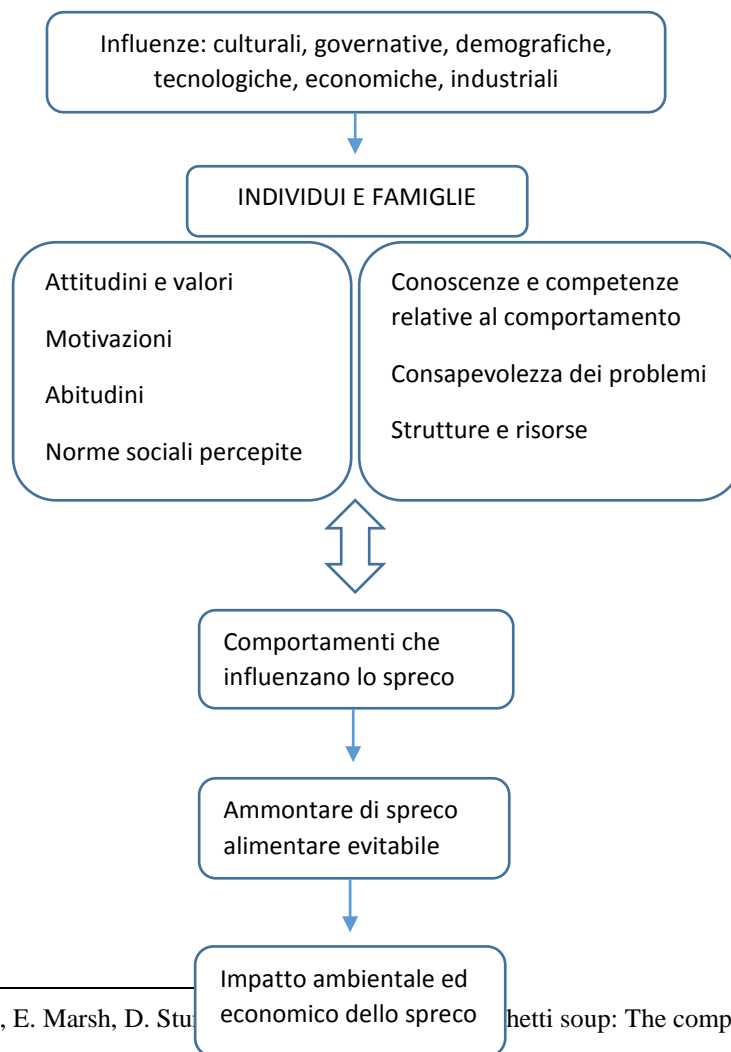 Influenze: culturali, governative, demografiche,
tecnologiche, economiche, industriali
INDIVIDUI E FAMIGLIE
Attitudini e valori
Motivazioni
Abitudini
Norme sociali percepite
Conoscenze e competenze
relative al comportamento
Consapevolezza dei problemi
Strutture e risorse
Comportamenti che
influenzano lo spreco
Ammontare di spreco
alimentare evitabile
Impatto ambientale ed
economico dello spreco
, E. Marsh, D. hetti soup: The comp